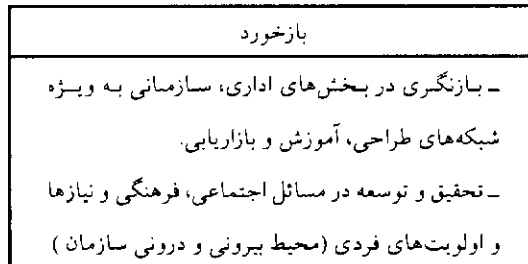 بازخورد
ـ بازنگری در بخش‌های اداری، سازمانی به ویژه
شبکه‌های طراحی، آموزش و بازاریابی.
ـ تحقیق و توسعه در مسائل اجتماعی، فرهنگی و نیازها
و اولویت‌های فردی (محیط بیرونی و درونی سازمان )